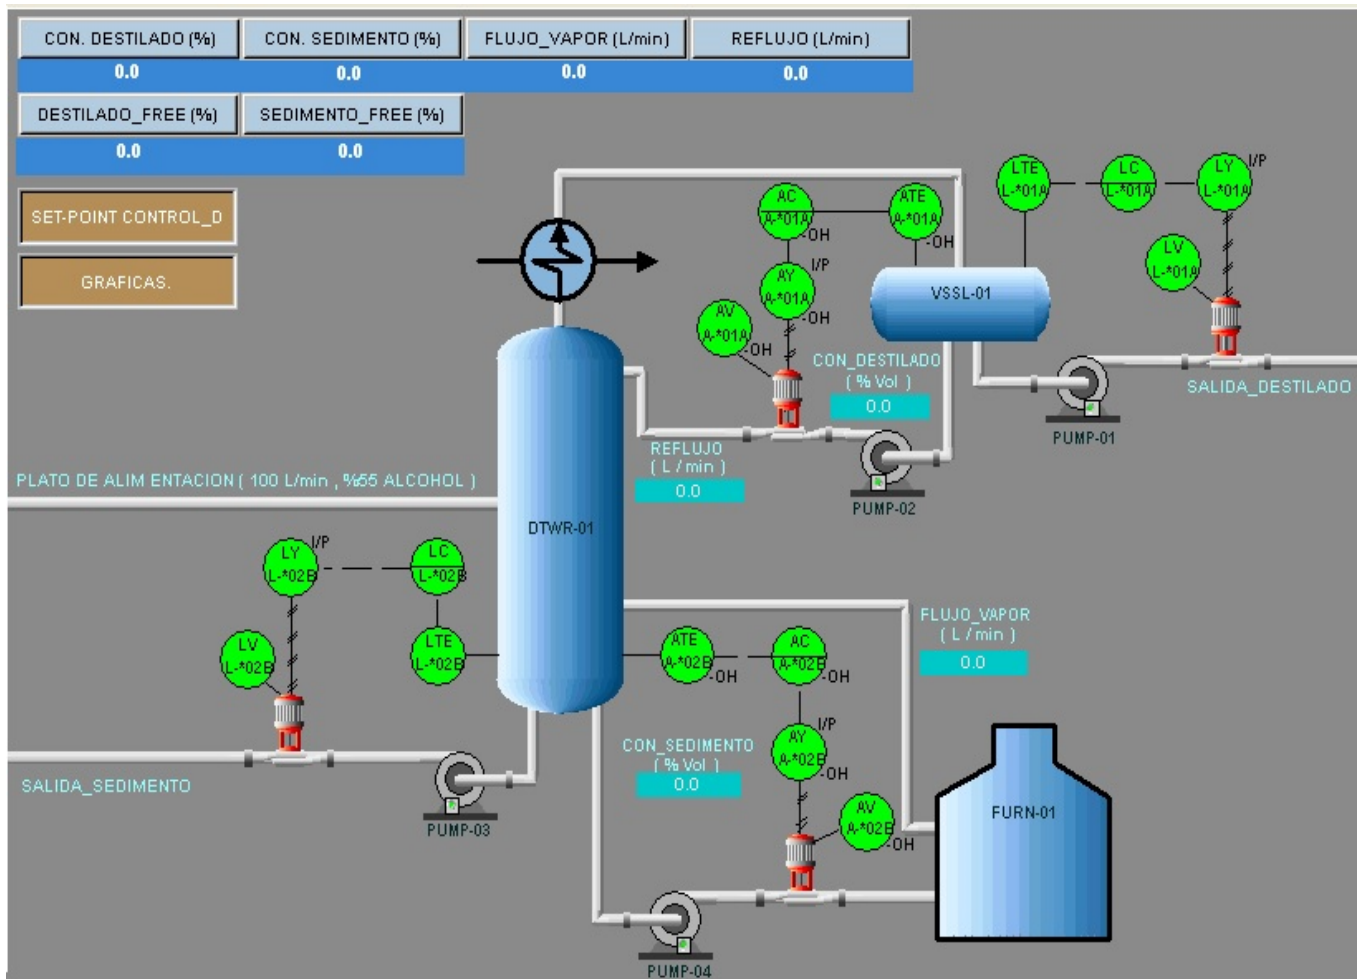 CON. DESTILADO (%)
CON. SEDIMENTO (%)
FLUJO_VAPOR (L/min)
REFLUJO (L/min)
0.0
0.0
0.0
0.0
DESTILADO_FREE (%)
SEDIMENTO_FREE (%)
0.0
0.0
SET-POINT CONTROL_D
GRAFICAS.
AC
A-*01A
-OH
ATE
A-*01A
-OH
LTE
L-*01A
LC
L-*01A
LY
L-*01A
I/P
AY
A-*01A
I/P
-OH
AV
A-*01A
-OH
LV
L-*01A
VSSL-01
CON_DESTILADO
( % Vol )
0.0
SALIDA_DESTILADO
PUMP-01
REFLUJO
( L / min )
0.0
PUMP-02
PLATO DE ALIM ENTACION ( 100 L/min , %55 ALCOHOL )
DTWR-01
LY
L-*02B
I/P
LC
L-*02B
LV
L-*02B
LTE
L-*02B
ATE
A-*02B
-OH
AC
A-*02B
-OH
FLUJO_VAPOR
( L / min )
0.0
AY
A-*02B
I/P
-OH
CON_SEDIMENTO
( % Vol )
0.0
SALIDA_SEDIMENTO
PUMP-03
AV
A-*02B
-OH
FURN-01
PUMP-04